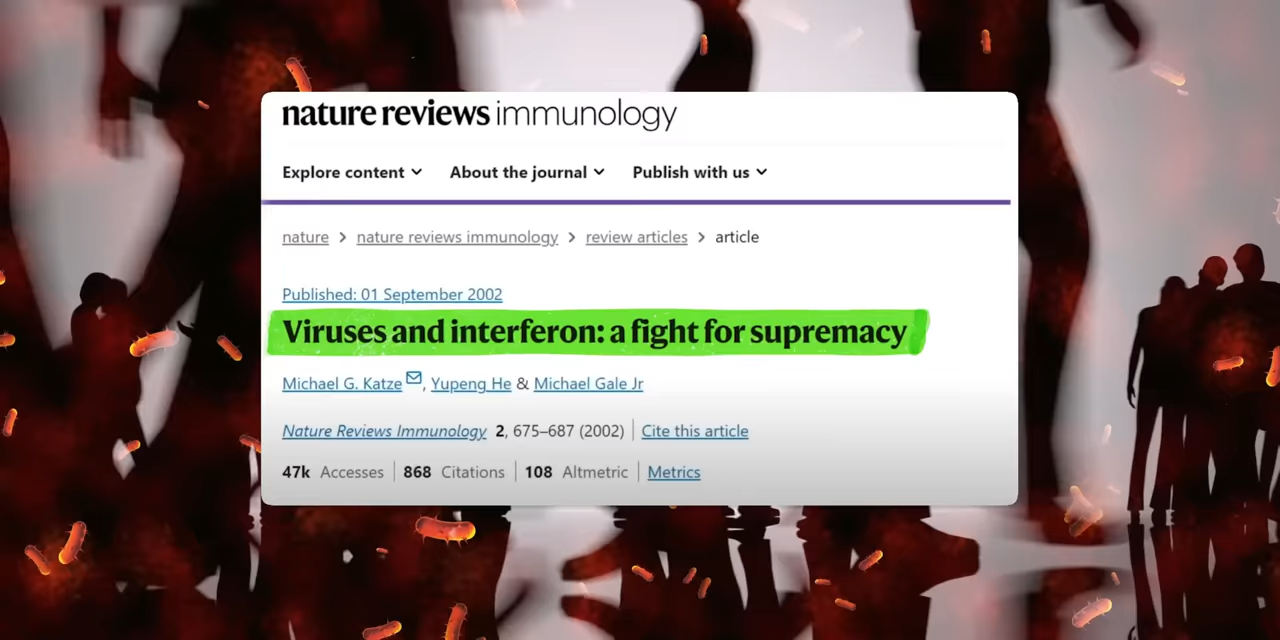 nature reviews immunology
Explore content About the journal Publish with us
nature > nature reviews immunology > review articles > article
Published: 01 September 2002
Viruses and interferon: a fight for supremacy
Michael G. Katze, Yupeng He & Michael Gale Jr
Nature Reviews Immunology 2, 675–687 (2002) | Cite this article
47k Accesses | 868 Citations | 108 Altmetric | Metrics